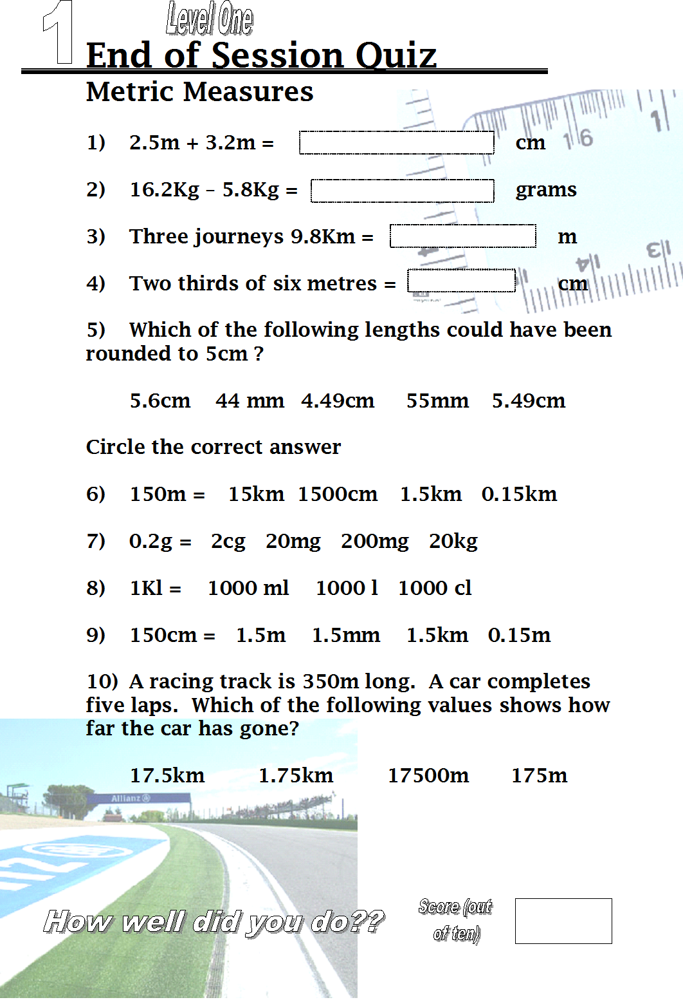 1
Level One
End of Session Quiz
Metric Measures
1) 2.5m + 3.2m = cm
2) 16.2Kg – 5.8Kg = grams
3) Three journeys 9.8Km = m
4) Two thirds of six metres = cm
5) Which of the following lengths could have been
rounded to 5cm ?
5.6cm 44 mm 4.49cm 55mm 5.49cm
Circle the correct answer
6) 150m = 15km 1500cm 1.5km 0.15km
7) 0.2g = 2cg 20mg 200mg 20kg
8) 1Kl = 1000 ml 1000 l 1000 cl
9) 150cm = 1.5m 1.5mm 1.5km 0.15m
10) A racing track is 350m long. A car completes
five laps. Which of the following values shows how
far the car has gone?
17.5km 1.75km 17500m 175m
Allianz
How well did you do??
Score (out
of ten)
16
1
13
14